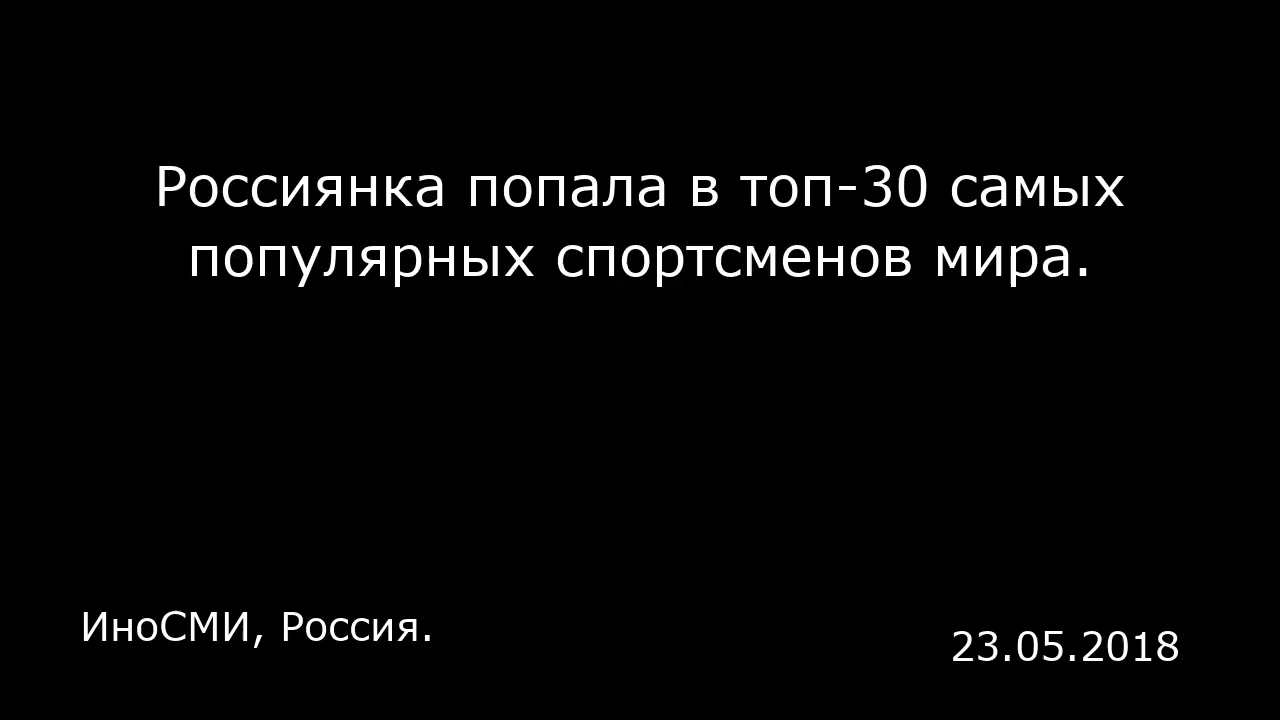 Россиянка попала в топ-30 самых
популярных спортсменов мира.
ИноСМИ, Россия.
23.05.2018